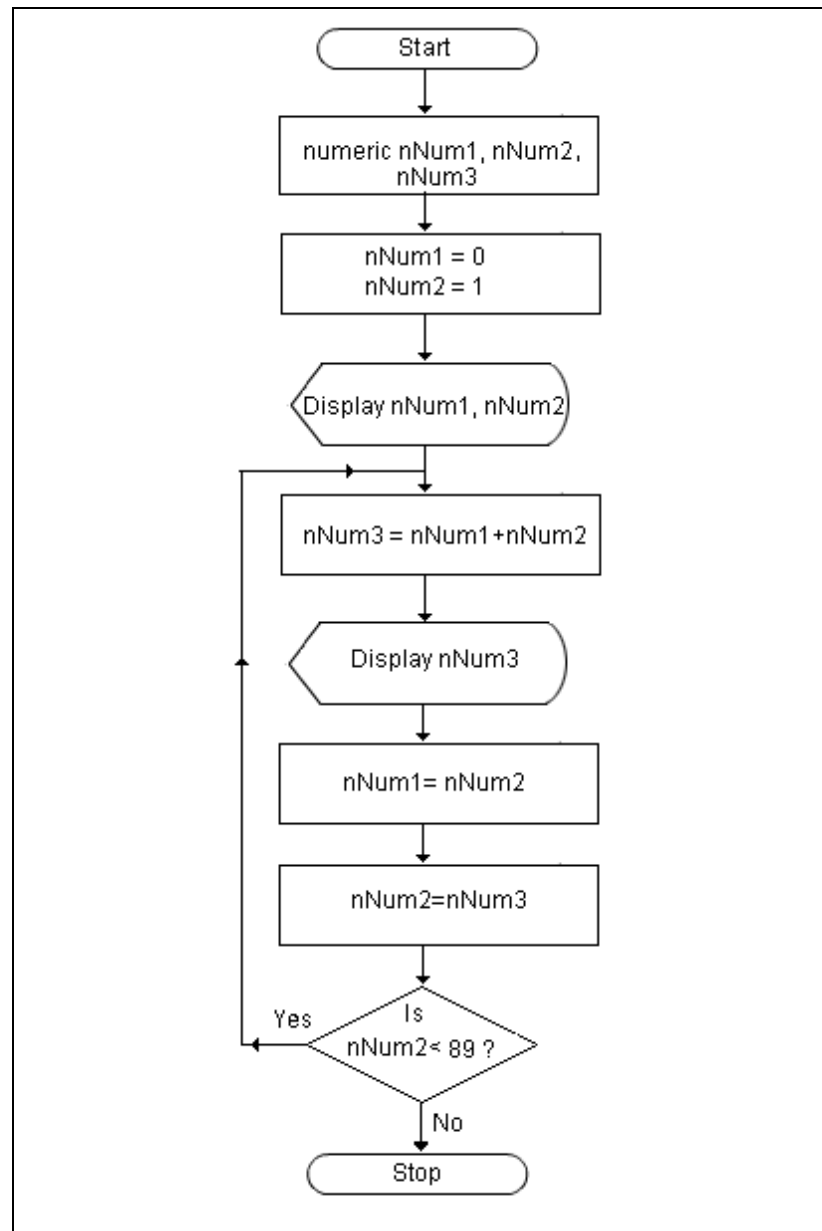 Start
numeric nNum1, nNum2,
nNum3
nNum1 = 0
nNum2 = 1
Display nNum1, nNum2
nNum3 = nNum1+nNum2
Display nNum3
nNum1= nNum2
nNum2=nNum3
Yes
Is
nNum2< 89 ?
No
Stop